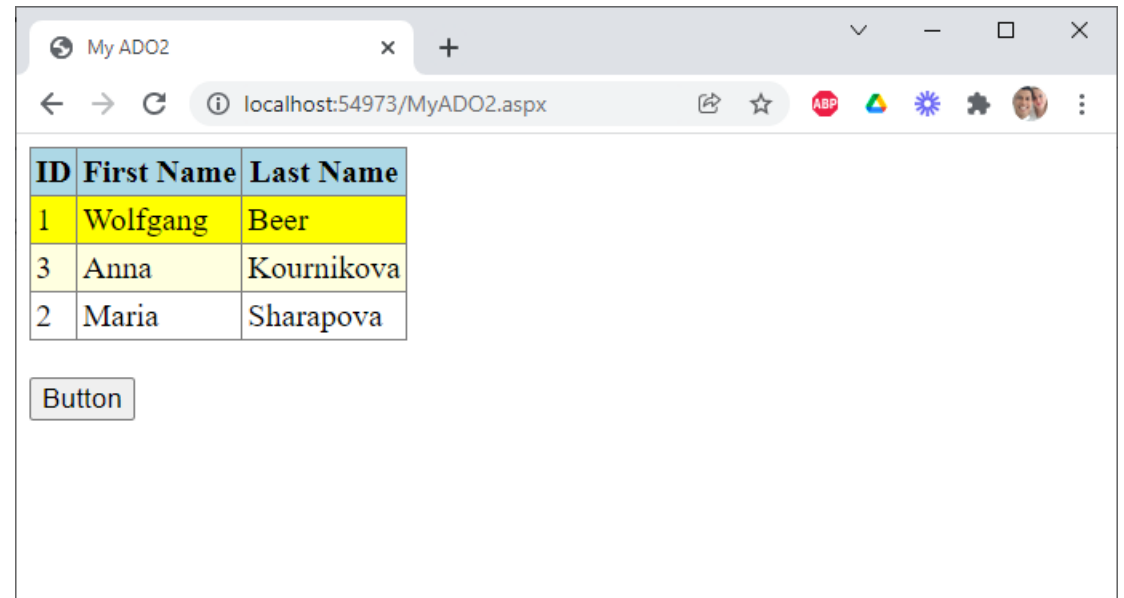 My ADO2
localhost:54973/MyADO2.aspx
ABP
ID First Name Last Name
1 Wolfgang Beer
3 Anna Kournikova
2 Maria Sharapova
Button